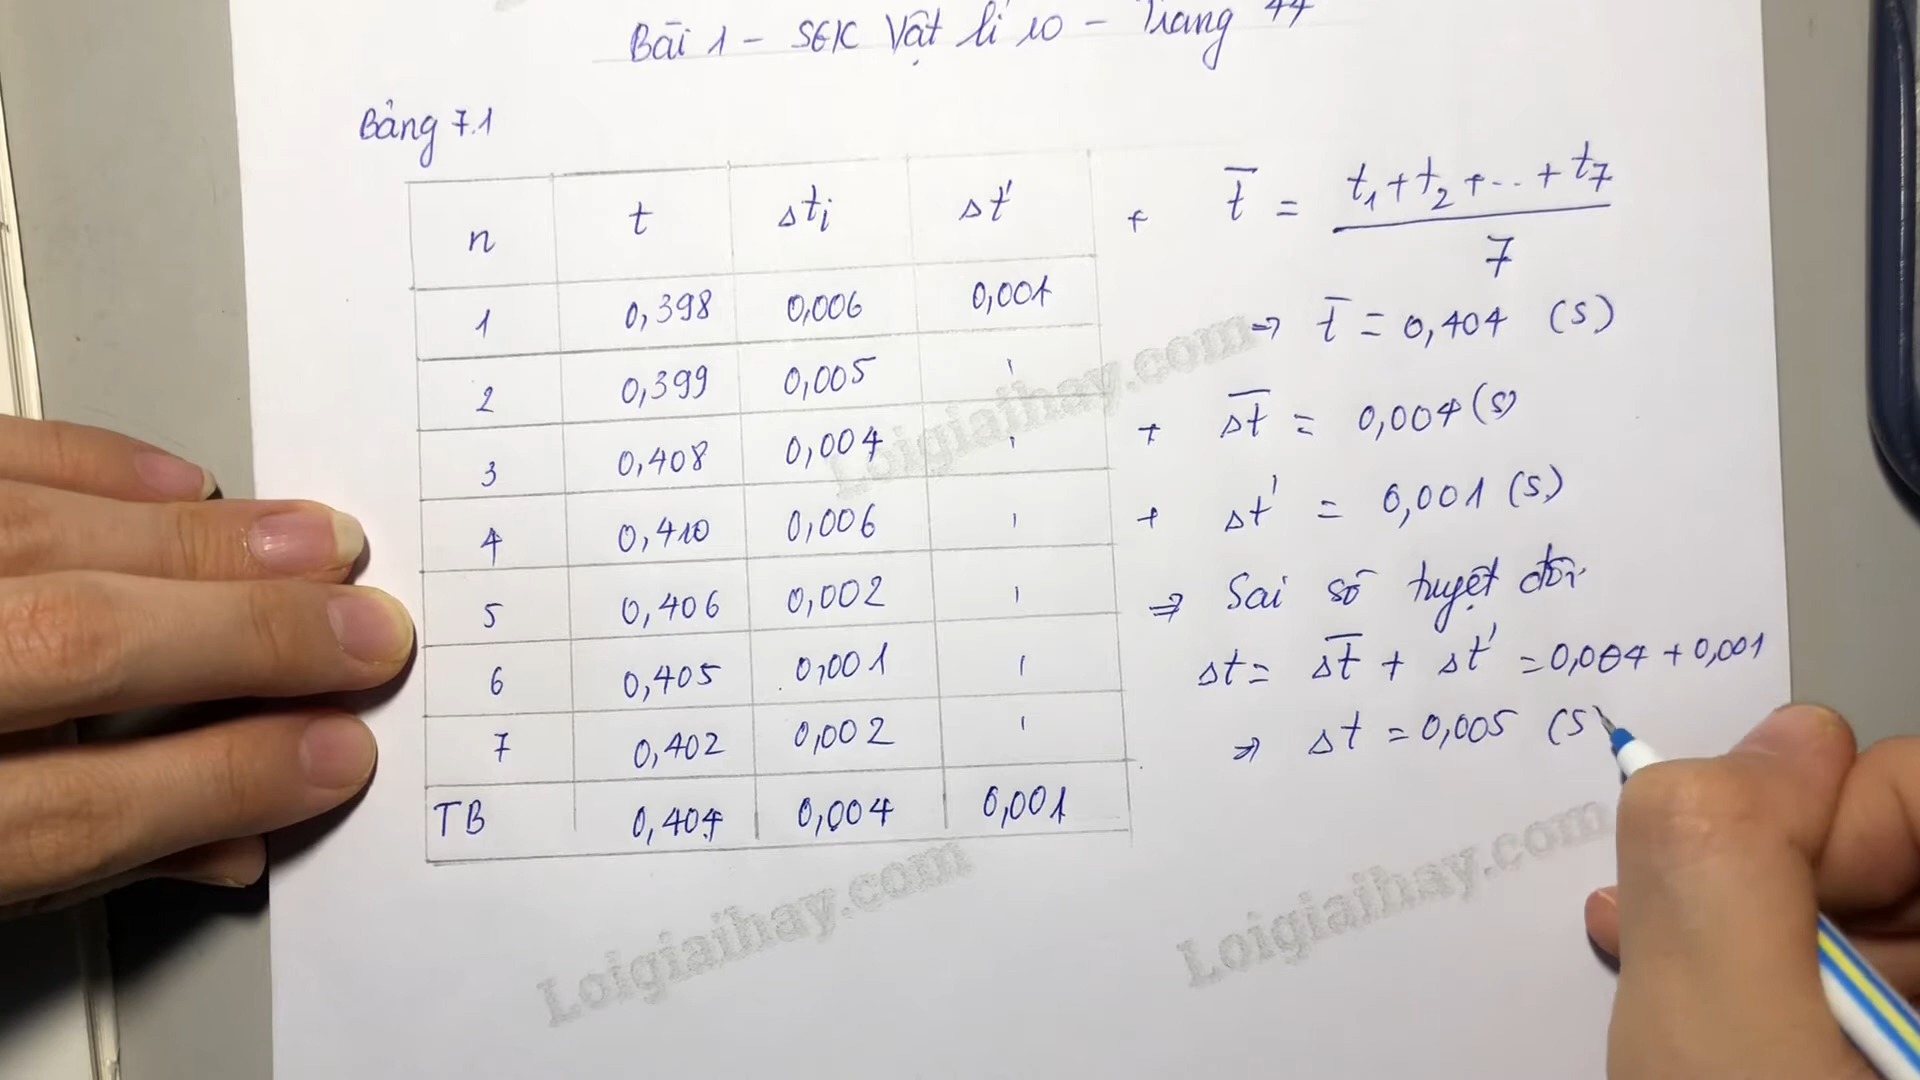 Bài 1 - SGK Vật lí 10 - Trang 44
Bảng 7.1
n t Δti Δt'
1 0,398 0,006 0,001
2 0,399 0,005 '
3 0,408 0,004 '
4 0,410 0,006 '
5 0,406 0,002 '
6 0,405 0,001 '
7 0,402 0,002 '
TB 0,404 0,004 0,001
+ t̅ = (t1 + t2 + ... + t7) / 7
=> t̅ = 0,404 (s)
+ Δt̅ = 0,004 (s)
+ Δt' = 0,001 (s)
=> Sai số tuyệt đối
Δt = Δt̅ + Δt' = 0,004 + 0,001
=> Δt = 0,005 (s)
Loigiaihay.com
Loigiaihay.com
Loigiaihay.com